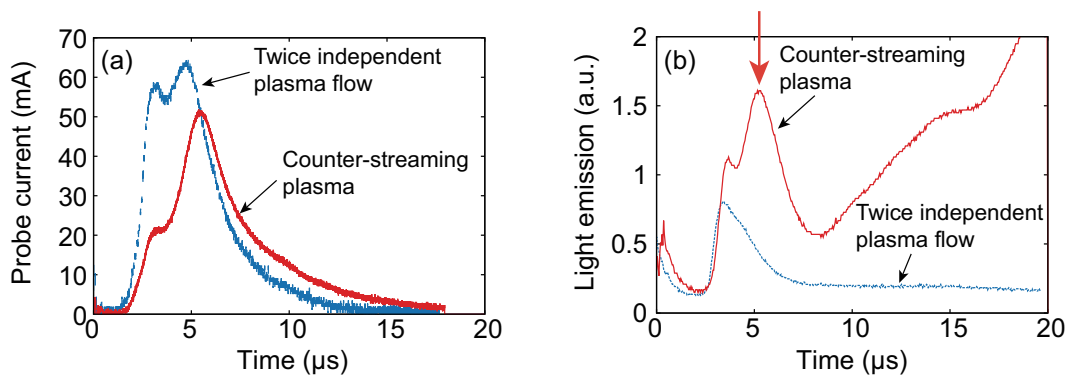 (a)
Probe current (mA)
70
60
50
40
30
20
10
0
Twice independent
plasma flow
Counter-streaming
plasma
0
5
10
15
20
Time (μs)
(b)
Light emission (a.u.)
2
1.5
1
0.5
0
Counter-streaming
plasma
Twice independent
plasma flow
0
5
10
15
20
Time (μs)